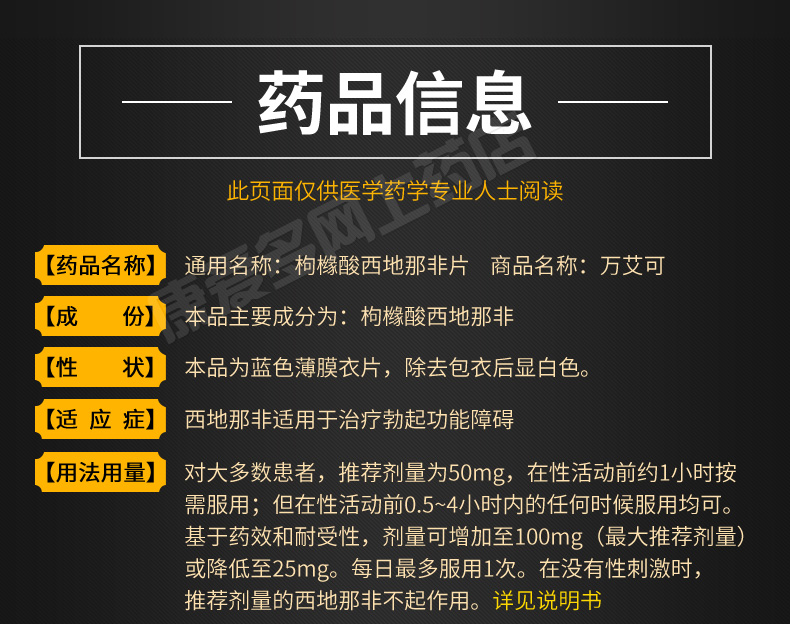 药品信息
此页面仅供医学药学专业人士阅读
【药品名称】 通用名称：枸橼酸西地那非片 商品名称：万艾可
【成 份】 本品主要成分为：枸橼酸西地那非
【性 状】 本品为蓝色薄膜衣片，除去包衣后显白色。
【适 应 症】 西地那非适用于治疗勃起功能障碍
【用法用量】 对大多数患者，推荐剂量为50mg，在性活动前约1小时按
需服用；但在性活动前0.5~4小时内的任何时候服用均可。
基于药效和耐受性，剂量可增加至100mg（最大推荐剂量）
或降低至25mg。每日最多服用1次。在没有性刺激时，
推荐剂量的西地那非不起作用。详见说明书
康爱多网上药店